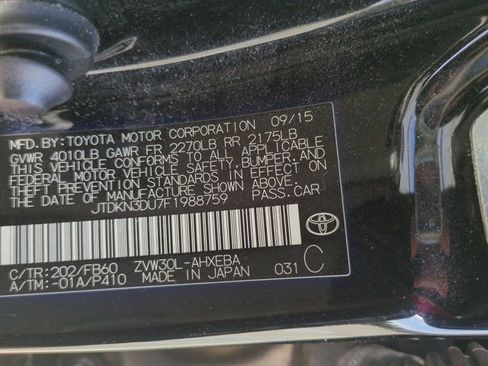 MFD. BY: TOYOTA MOTOR CORPORATION 09/15
GVWR 4010LB GAWR FR 2270LB RR 2175LB
THIS VEHICLE CONFORMS TO ALL APPLICABLE
FEDERAL MOTOR VEHICLE SAFETY, BUMPER, AND
THEFT PREVENTION STANDARDS IN EFFECT ON
THE DATE OF MANUFACTURE SHOWN ABOVE.
JTDKN3DU7F1988759 PASS. CAR
C/TR: 202/FB60 ZVW30L-AHXEBA
A/TM: -01A/P410 MADE IN JAPAN 031 C